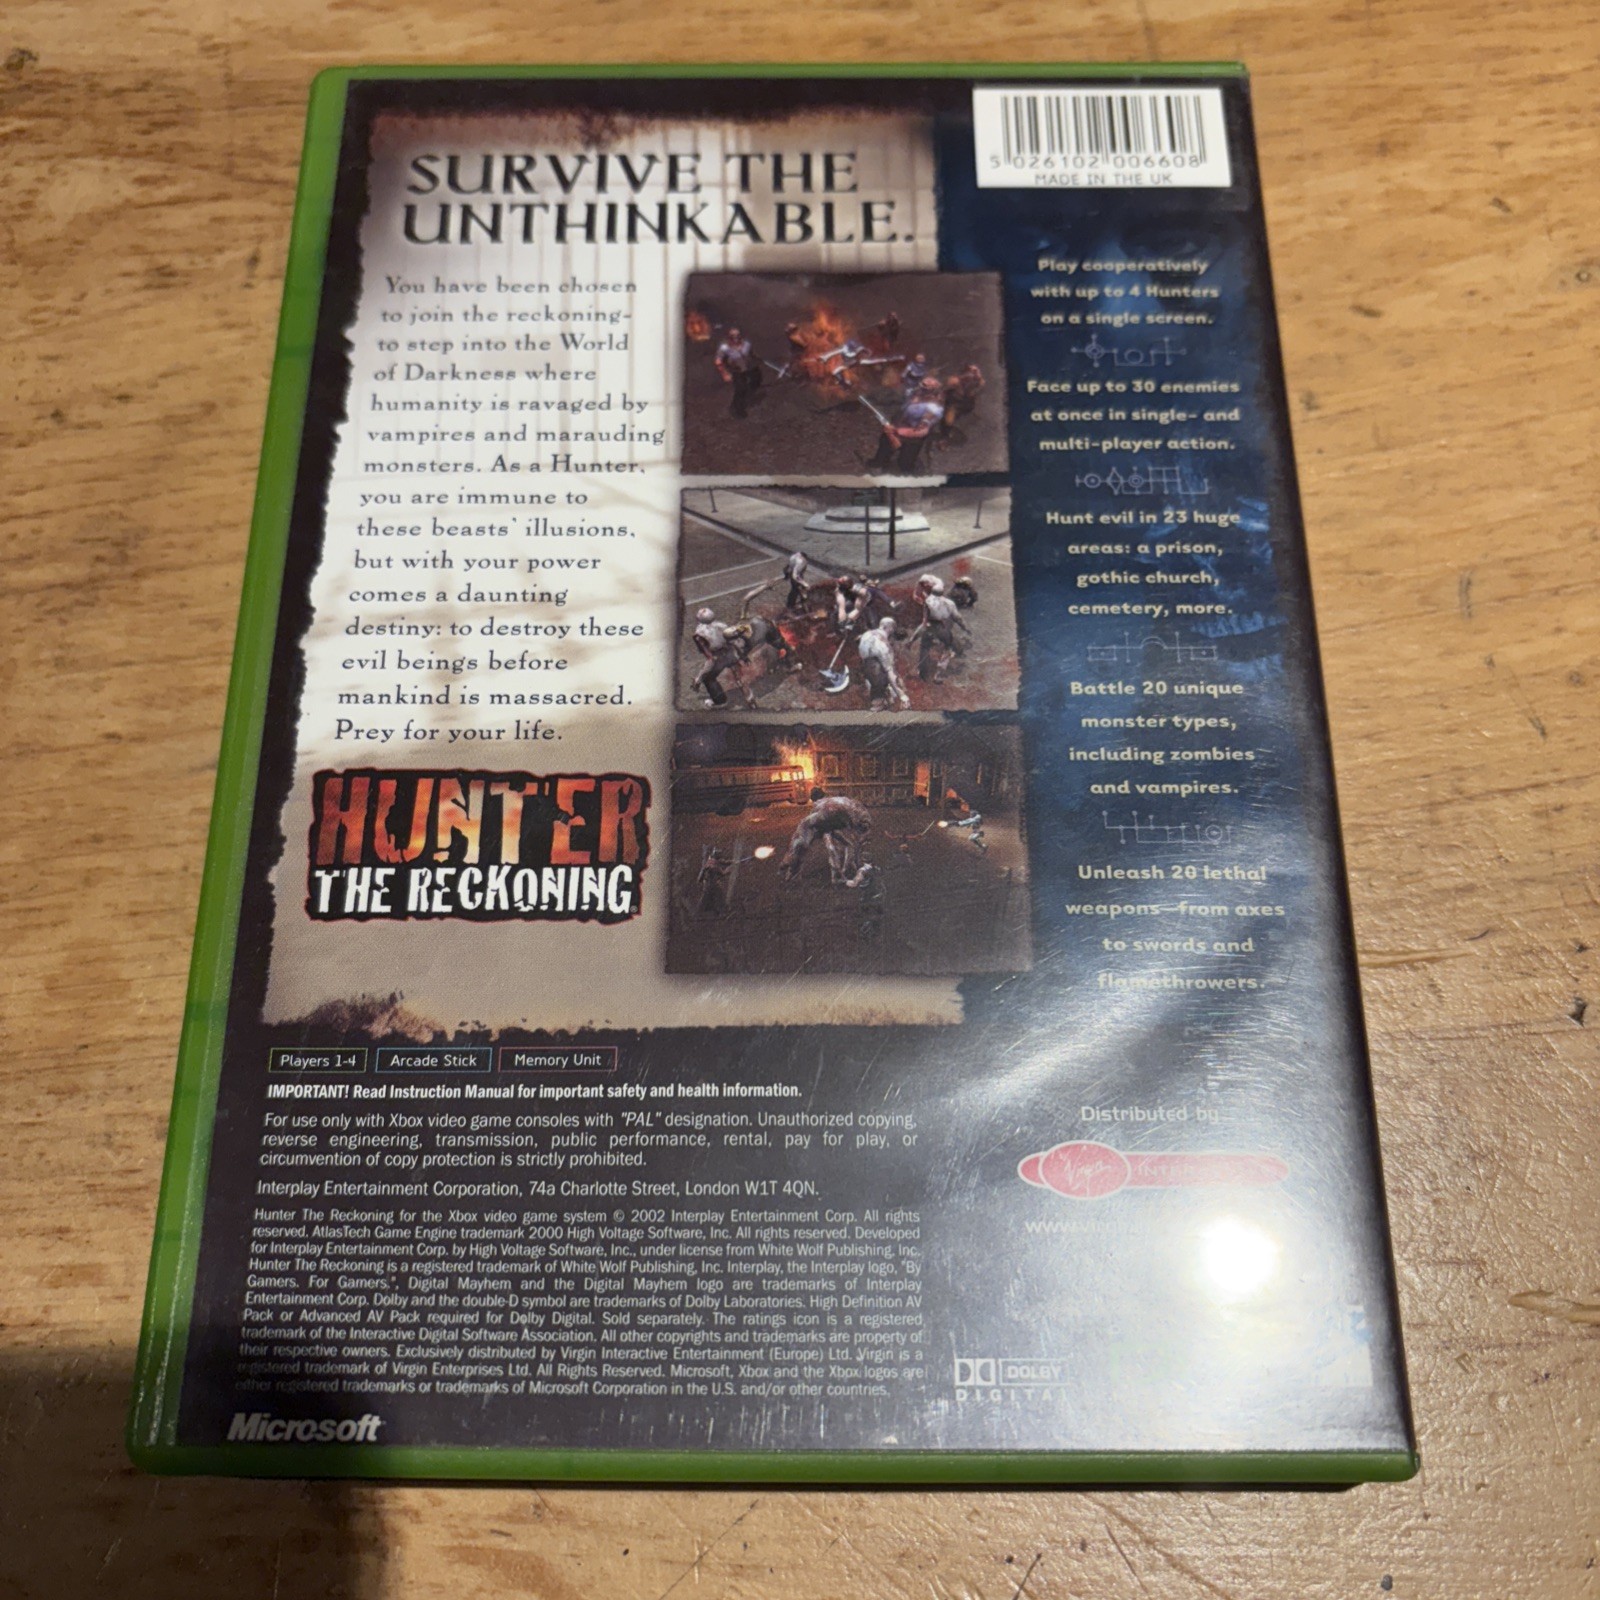 SURVIVE THE
UNTHINKABLE.
You have been chosen
to join the reckoning-
to step into the World
of Darkness where
humanity is ravaged by
vampires and marauding
monsters. As a Hunter,
you are immune to
these beasts' illusions,
but with your power
comes a daunting
destiny: to destroy these
evil beings before
mankind is massacred.
Prey for your life.
HUNTER
THE RECKONING
5 026102 006608
MADE IN THE UK
Play cooperatively
with up to 4 Hunters
on a single screen.
Face up to 30 enemies
at once in single- and
multi-player action.
Hunt evil in 23 huge
areas: a prison,
gothic church,
cemetery, more.
Battle 20 unique
monster types,
including zombies
and vampires.
Unleash 20 lethal
weapons—from axes
to swords and
flamethrowers.
Players 1-4
Arcade Stick
Memory Unit
IMPORTANT! Read Instruction Manual for important safety and health information.
For use only with Xbox video game consoles with "PAL" designation. Unauthorized copying,
reverse engineering, transmission, public performance, rental, pay for play, or
circumvention of copy protection is strictly prohibited.
Interplay Entertainment Corporation, 74a Charlotte Street, London W1T 4QN.
Hunter The Reckoning for the Xbox video game system © 2002 Interplay Entertainment Corp. All rights
reserved. AtlasTech Game Engine trademark 2000 High Voltage Software, Inc. All rights reserved. Developed
for Interplay Entertainment Corp. by High Voltage Software, Inc., under license from White Wolf Publishing, Inc.
Hunter The Reckoning is a registered trademark of White Wolf Publishing, Inc. Interplay, the Interplay logo, "By
Gamers. For Gamers.", Digital Mayhem and the Digital Mayhem logo are trademarks of Interplay
Entertainment Corp. Dolby and the double-D symbol are trademarks of Dolby Laboratories. High Definition AV
Pack or Advanced AV Pack required for Dolby Digital. Sold separately. The ratings icon is a registered
trademark of the Interactive Digital Software Association. All other copyrights and trademarks are property of
their respective owners. Exclusively distributed by Virgin Interactive Entertainment (Europe) Ltd. Virgin is a
registered trademark of Virgin Enterprises Ltd. All Rights Reserved. Microsoft, Xbox and the Xbox logos are
either registered trademarks or trademarks of Microsoft Corporation in the U.S. and/or other countries.
Microsoft
Distributed by
Virgin
DOLBY
DIGITAL